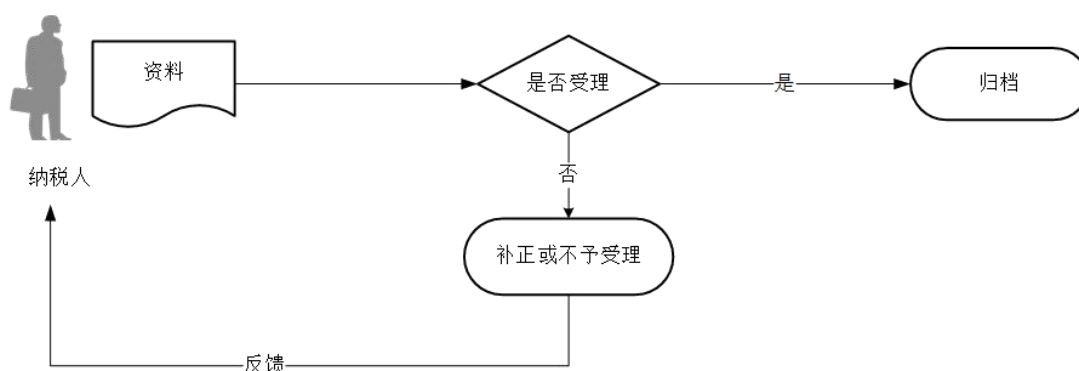 资料
是否受理
是
归档
纳税人
否
补正或不予受理
反馈